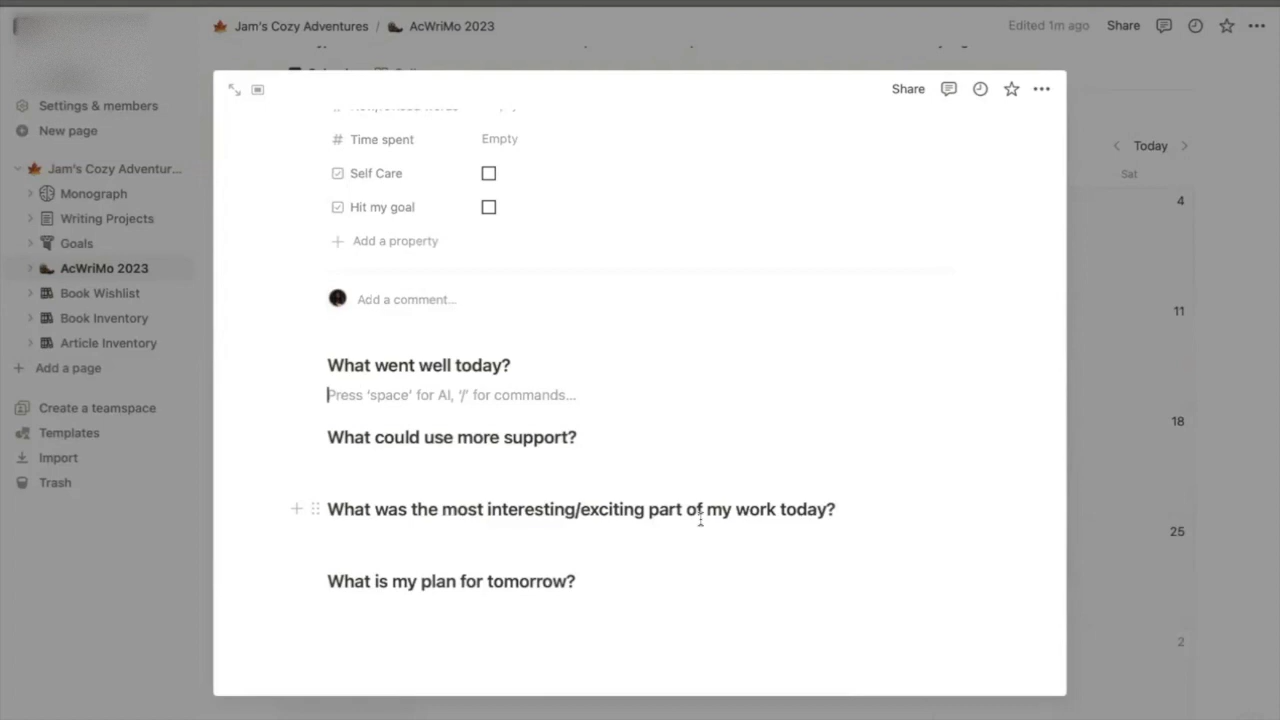 Jam's Cozy Adventures / AcWriMo 2023
Edited 1m ago Share
Share
Settings & members
New page
Jam's Cozy Adventur...
Monograph
Writing Projects
Goals
AcWriMo 2023
Book Wishlist
Book Inventory
Article Inventory
Add a page
Create a teamspace
Templates
Import
Trash
# Time spent Empty
Self Care
Hit my goal
+ Add a property
Add a comment...
What went well today?
Press ‘space’ for AI, ‘/’ for commands...
What could use more support?
What was the most interesting/exciting part of my work today?
What is my plan for tomorrow?
Today
Sat
4
11
18
25
2